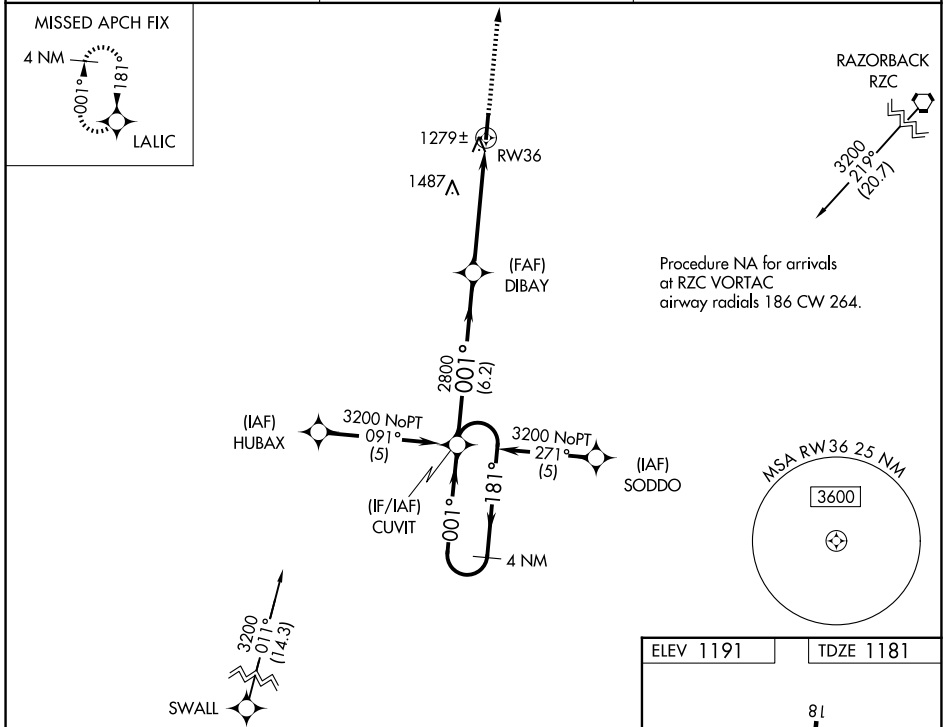 MISSED APCH FIX
4 NM
001°
181°
LALIC
1279±
RW36
1487
RAZORBACK
RZC
3200
219°
(20.7)
(FAF)
DIBAY
Procedure NA for arrivals
at RZC VORTAC
airway radials 186 CW 264.
2800
001°
(6.2)
(IAF)
HUBAX
3200 NoPT
091°
(5)
3200 NoPT
271°
(5)
(IAF)
SODDO
(IF/IAF)
CUVIT
001°
181°
4 NM
MSA RW36 25 NM
3600
3200
011°
(14.3)
SWALL
ELEV 1191
TDZE 1181
18